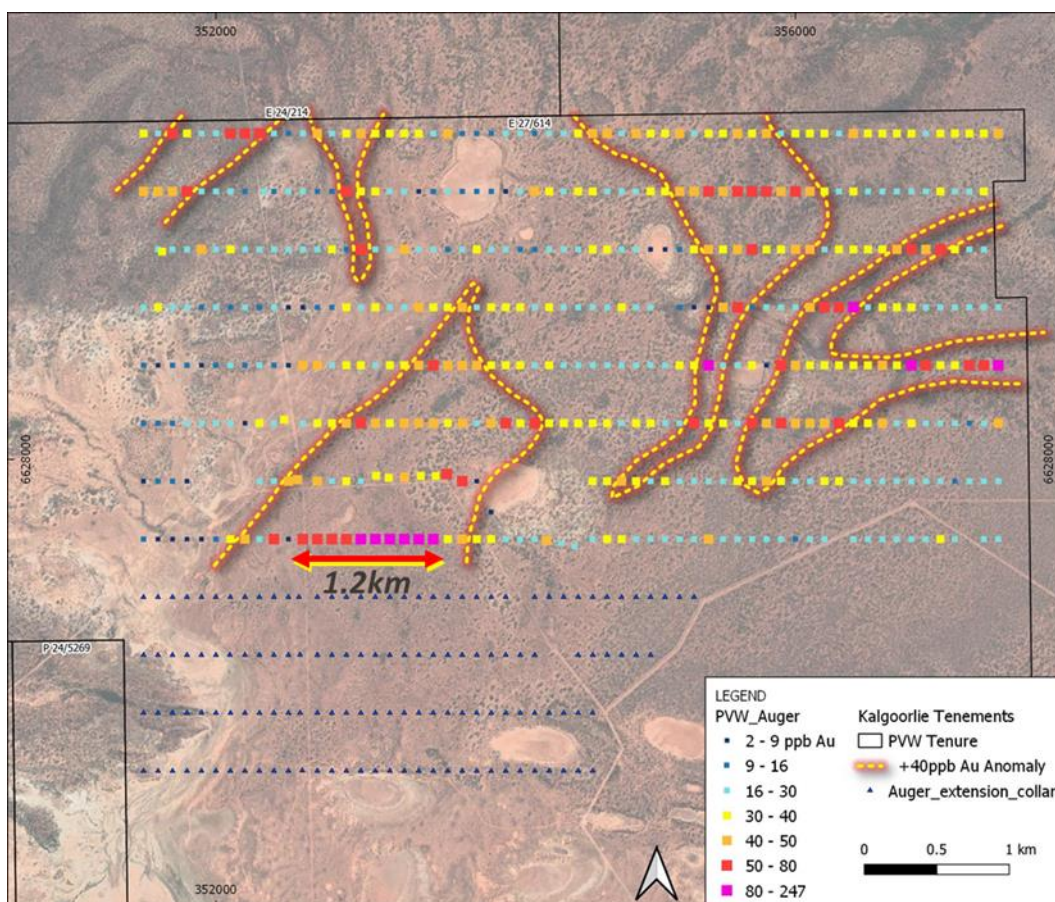 352000
356000
E 24/214
E 27/614
6628000
6628000
1.2km
P 24/5269
352000
LEGEND
PVW_Auger
2 - 9 ppb Au
9 - 16
16 - 30
30 - 40
40 - 50
50 - 80
80 - 247
Kalgoorlie Tenements
PVW Tenure
+40ppb Au Anomaly
Auger_extension_collar
0 0.5 1 km